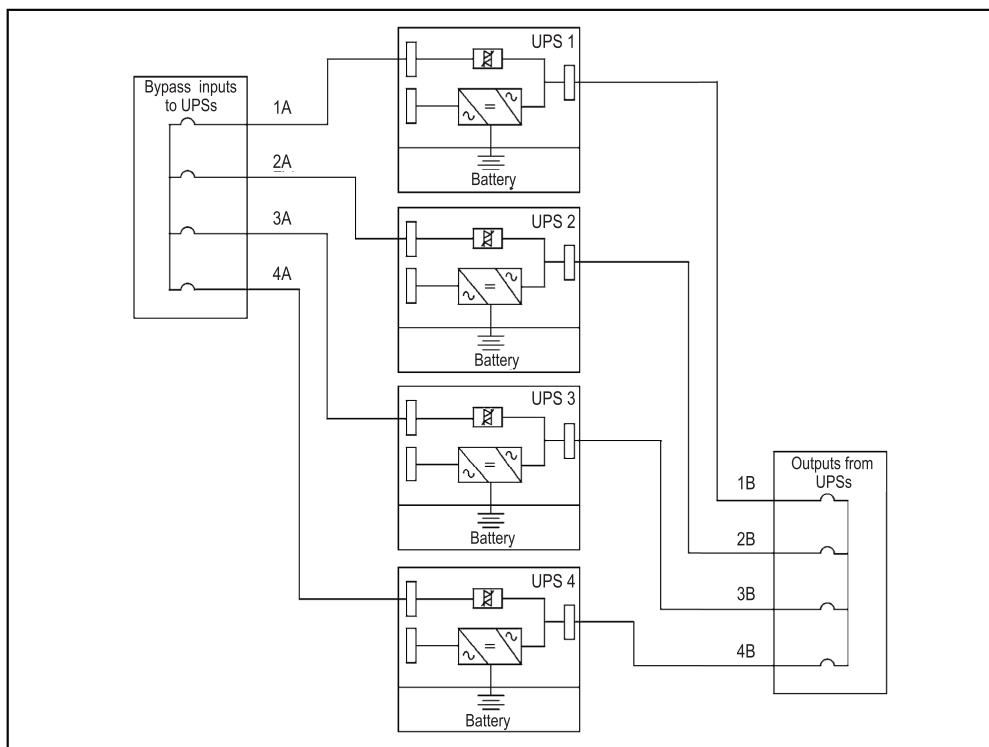 UPS 1
Bypass inputs
to UPSs
1A
2A
3A
4A
=
Battery
UPS 2
=
Battery
UPS 3
=
Battery
Outputs from
UPSs
1B
2B
3B
4B
UPS 4
=
Battery